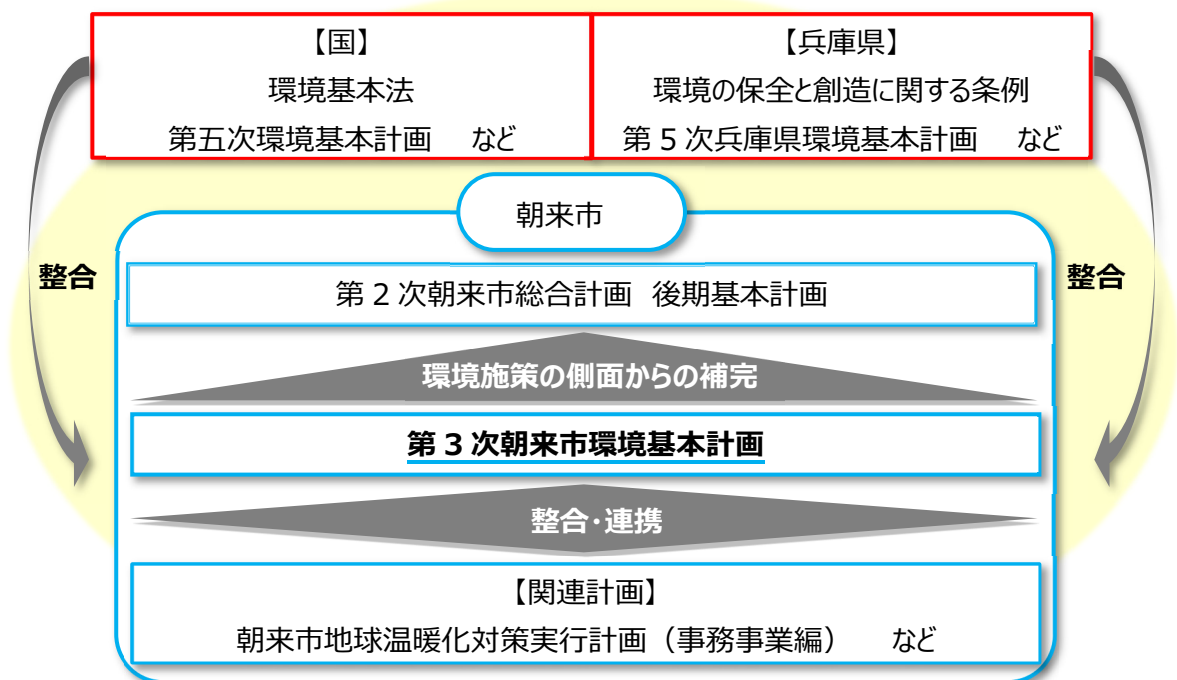 【国】
環境基本法
第五次環境基本計画 など
【兵庫県】
環境の保全と創造に関する条例
第5次兵庫県環境基本計画 など
朝来市
整合
整合
第2次朝来市総合計画 後期基本計画
環境施策の側面からの補完
第3次朝来市環境基本計画
整合・連携
【関連計画】
朝来市地球温暖化対策実行計画（事務事業編） など